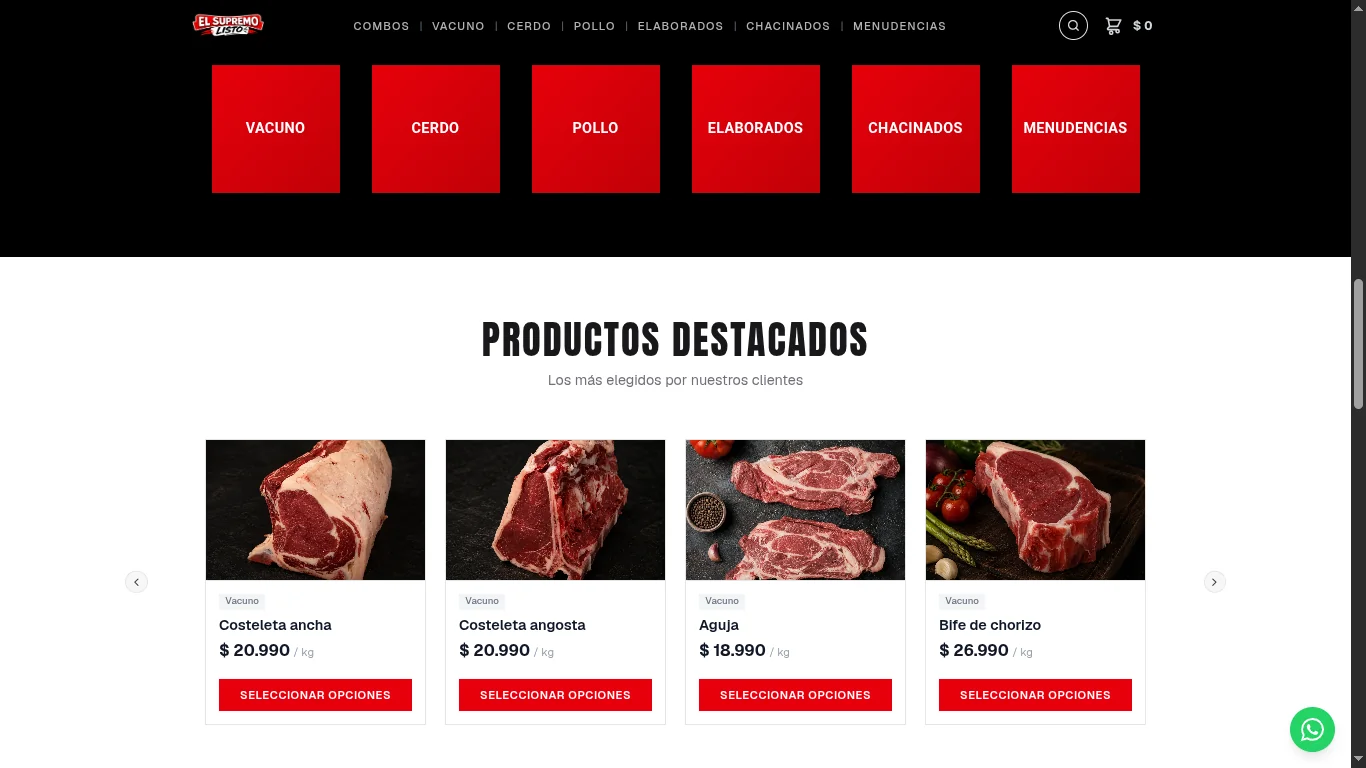 EL SUPREMO
LISTO
COMBOS | VACUNO | CERDO | POLLO | ELABORADOS | CHACINADOS | MENUDENCIAS
$ 0
VACUNO
CERDO
POLLO
ELABORADOS
CHACINADOS
MENUDENCIAS
PRODUCTOS DESTACADOS
Los más elegidos por nuestros clientes
Vacuno
Costeleta ancha
$ 20.990 / kg
SELECCIONAR OPCIONES
Vacuno
Costeleta angosta
$ 20.990 / kg
SELECCIONAR OPCIONES
Vacuno
Aguja
$ 18.990 / kg
SELECCIONAR OPCIONES
Vacuno
Bife de chorizo
$ 26.990 / kg
SELECCIONAR OPCIONES